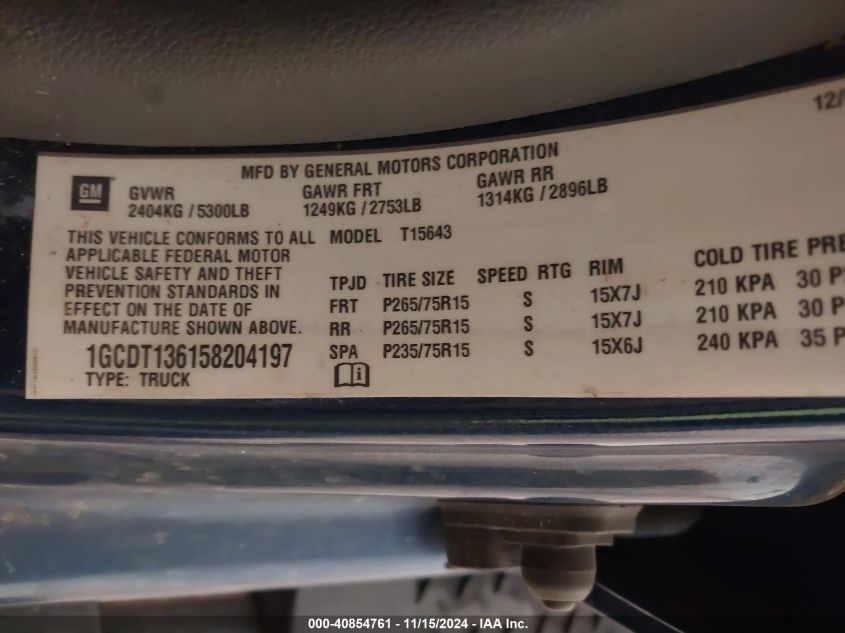 12/
MFD BY GENERAL MOTORS CORPORATION
GM
GVWR GAWR FRT GAWR RR
2404KG / 5300LB 1249KG / 2753LB 1314KG / 2896LB
THIS VEHICLE CONFORMS TO ALL
APPLICABLE FEDERAL MOTOR
VEHICLE SAFETY AND THEFT
PREVENTION STANDARDS IN
EFFECT ON THE DATE OF
MANUFACTURE SHOWN ABOVE.
1GCDT136158204197
TYPE: TRUCK
MODEL T15643
TPJD TIRE SIZE SPEED RTG RIM COLD TIRE PRE
FRT P265/75R15 S 15X7J 210 KPA 30 P
RR P265/75R15 S 15X7J 210 KPA 30 P
SPA P235/75R15 S 15X6J 240 KPA 35 P
000-40854761 - 11/15/2024 - IAA Inc.